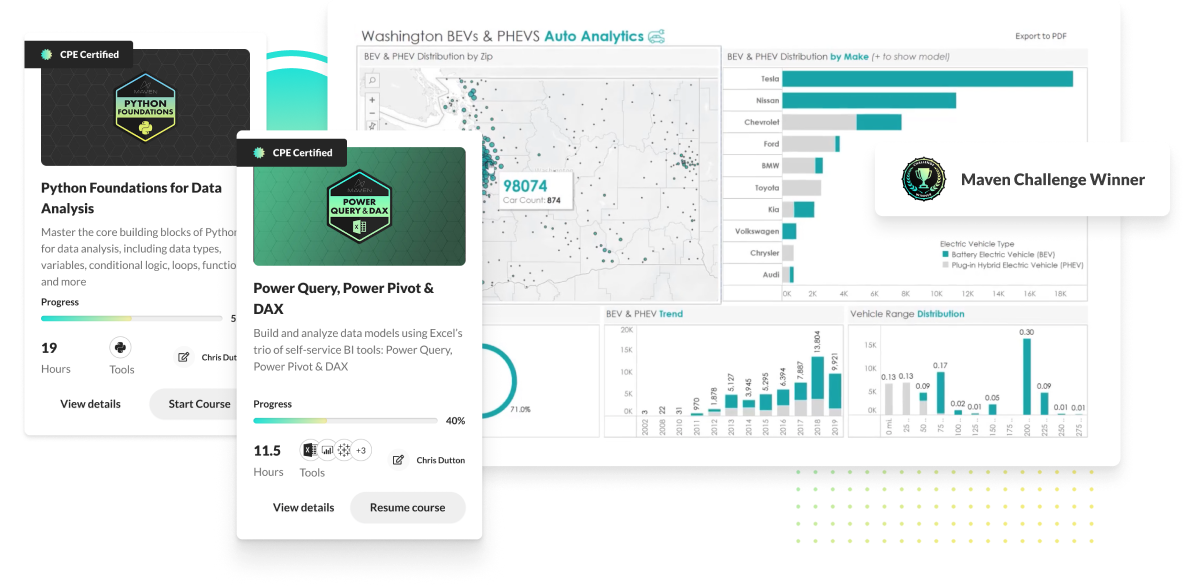 CPE Certified
MAVEN
PYTHON
FOUNDATIONS
Python Foundations for Data
Analysis
Master the core building blocks of Python
for data analysis, including data types,
variables, conditional logic, loops, functio
and more
Progress
5
19
Hours
Tools
Chris Dut
View details
Start Course
CPE Certified
MAVEN
POWER
QUERY & DAX
Power Query, Power Pivot &
DAX
Build and analyze data models using Excel's
trio of self-service BI tools: Power Query,
Power Pivot & DAX
Progress
40%
11.5
Hours
Tools
+3
Chris Dutton
View details
Resume course
Washington BEVs & PHEVS Auto Analytics
Export to PDF
BEV & PHEV Distribution by Zip
+
−
98074
Car Count: 874
BEV & PHEV Distribution by Make (+ to show model)
Tesla
Nissan
Chevrolet
Ford
BMW
Toyota
Kia
Volkswagen
Chrysler
Audi
0K 2K 4K 6K 8K 10K 12K 14K 16K 18K
Electric Vehicle Type
Battery Electric Vehicle (BEV)
Plug-in Hybrid Electric Vehicle (PHEV)
Maven Challenge Winner
71.0%
BEV & PHEV Trend
20K
15K
10K
5K
0K
3 22 31 970 1,878 5,127 3,945 5,295 6,394 7,887 13,804 9,921
2002 2008 2010 2011 2012 2013 2014 2015 2016 2017 2018 2019
Vehicle Range Distribution
15K
10K
5K
0K
0.13 0.13 0.09 0.17 0.02 0.01 0.05 0.30 0.09 0.01 0.01
0 mi. 25 .. 50 .. 75 .. 100 .. 125 .. 150 .. 175 .. 200 .. 225 .. 250 .. 275 ..